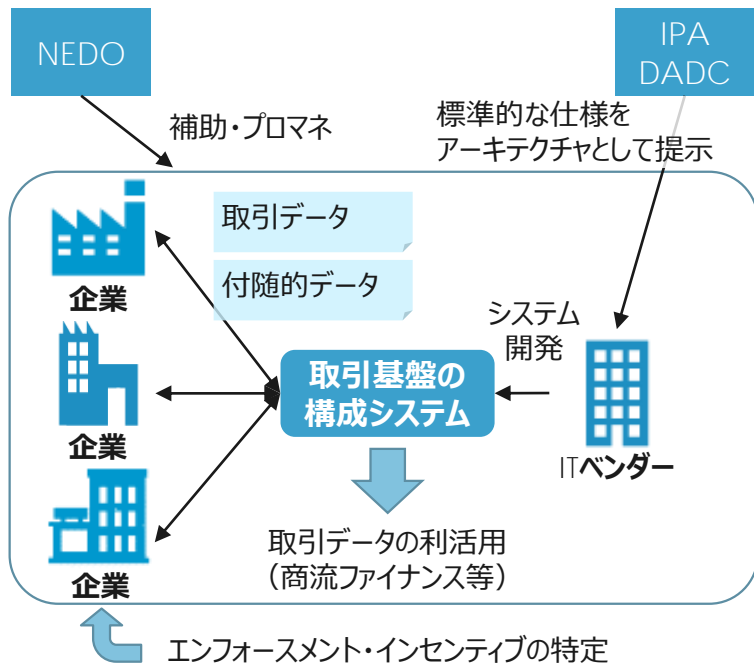 NEDO
IPA
DADC
補助・プロマネ
標準的な仕様を
アーキテクチャとして提示
取引データ
付随的データ
企業
システム
開発
取引基盤の
構成システム
企業
ITベンダー
取引データの利活用
（商流ファイナンス等）
企業
エンフォースメント・インセンティブの特定